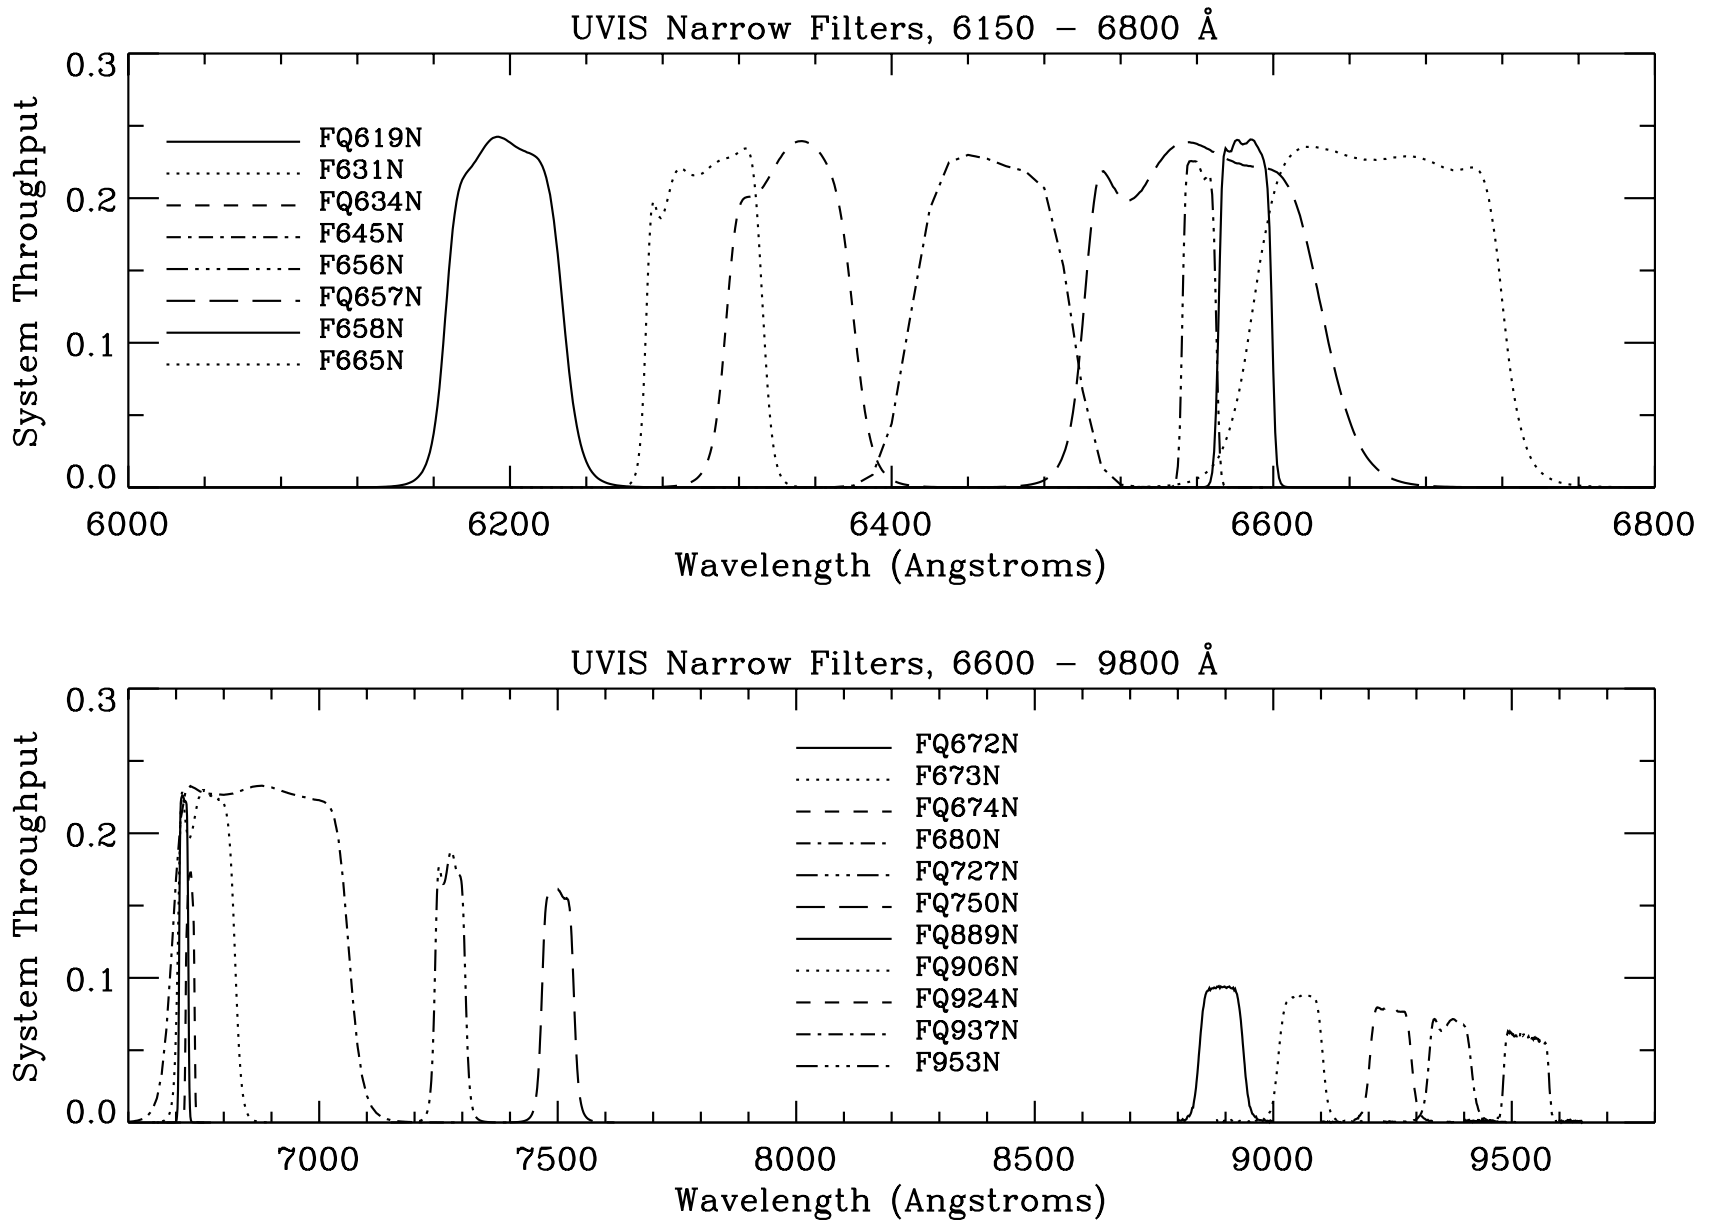 UVIS Narrow Filters, 6150 – 6800 Å
System Throughput
0.3
0.2
0.1
0.0
FQ619N
F631N
FQ634N
F645N
F656N
FQ657N
F658N
F665N
6000 6200 6400 6600 6800
Wavelength (Angstroms)
UVIS Narrow Filters, 6600 – 9800 Å
System Throughput
0.3
0.2
0.1
0.0
FQ672N
F673N
FQ674N
F680N
FQ727N
FQ750N
FQ889N
FQ906N
FQ924N
FQ937N
F953N
7000 7500 8000 8500 9000 9500
Wavelength (Angstroms)